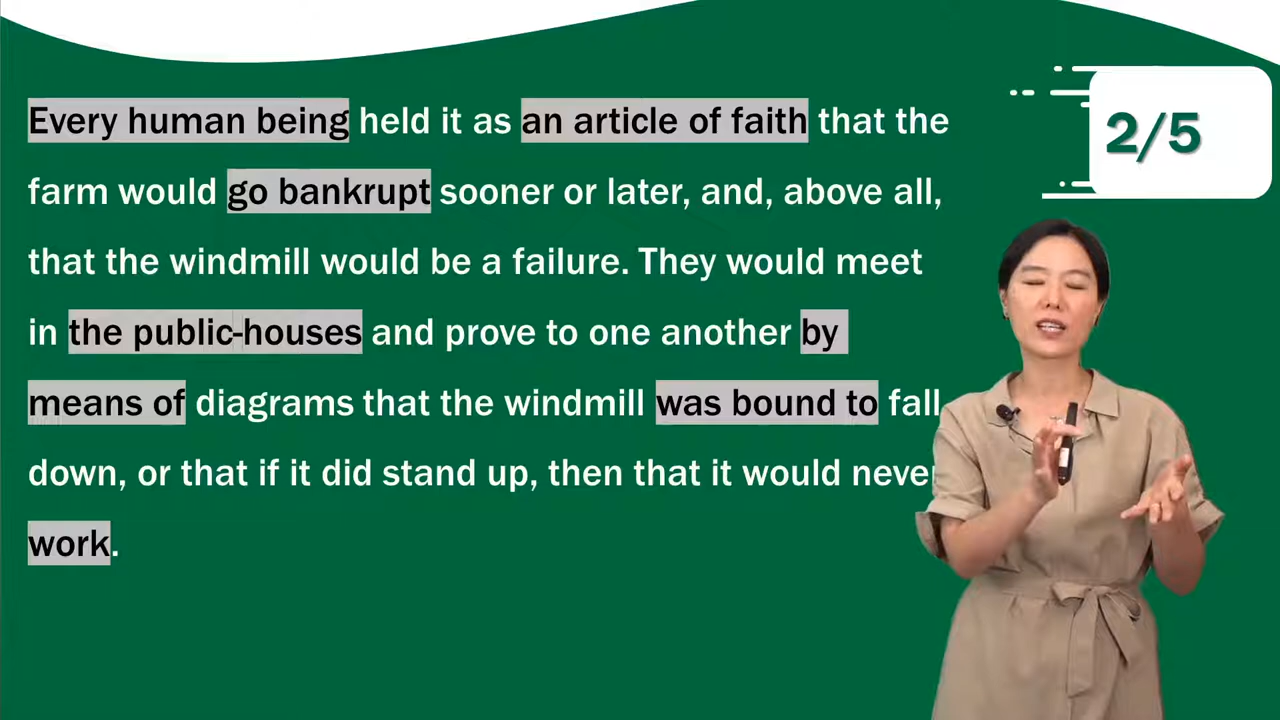 Every human being held it as an article of faith that the
farm would go bankrupt sooner or later, and, above all,
that the windmill would be a failure. They would meet
in the public-houses and prove to one another by
means of diagrams that the windmill was bound to fall
down, or that if it did stand up, then that it would never
work.
2/5